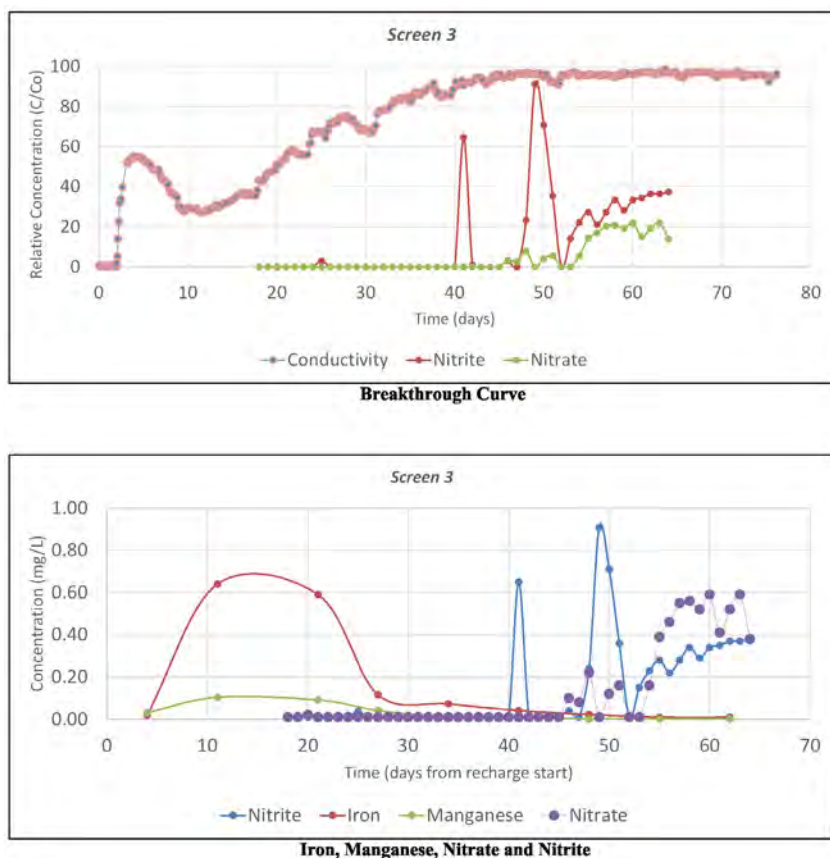 Screen 3
100
80
60
40
20
0
Relative Concentration (C/Co)
0 10 20 30 40 50 60 70 80
Time (days)
Conductivity Nitrite Nitrate
Breakthrough Curve
Screen 3
1.00
0.80
0.60
0.40
0.20
0.00
Concentration (mg/L)
0 10 20 30 40 50 60 70
Time (days from recharge start)
Nitrite Iron Manganese Nitrate
Iron, Manganese, Nitrate and Nitrite